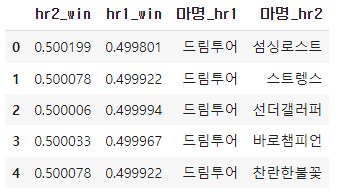 hr2_win hr1_win 마명_hr1 마명_hr2
0 0.500199 0.499801 드림투어 섬싱로스트
1 0.500078 0.499922 드림투어 스트렝스
2 0.500006 0.499994 드림투어 선더갤러퍼
3 0.500033 0.499967 드림투어 바로챔피언
4 0.500078 0.499922 드림투어 찬란한불꽃